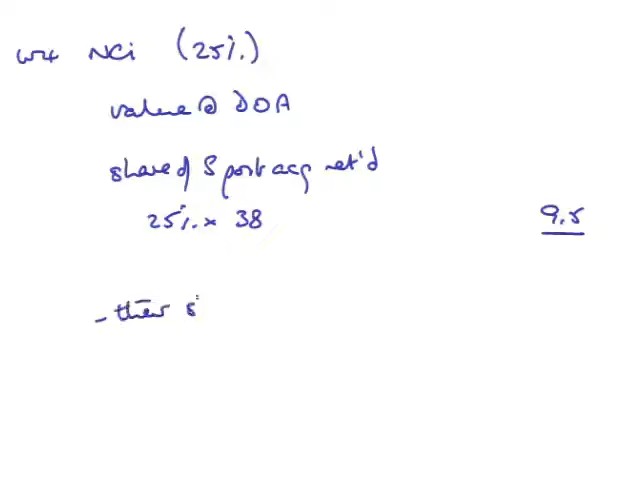 W4 NCi (25%)
value @ DOA
share of S post acq ret'd
25% × 38 9.5
- their s